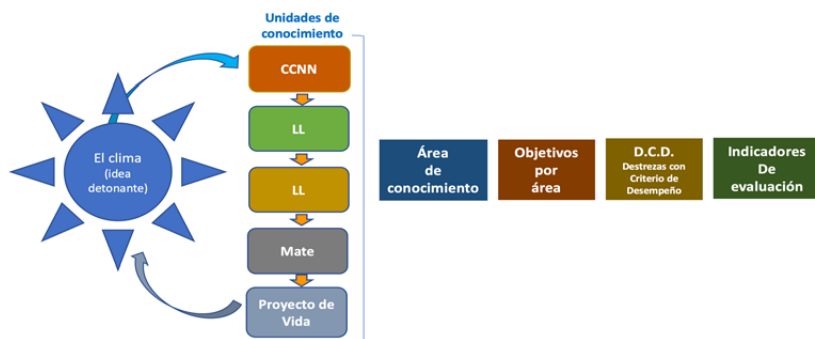 Unidades de
conocimiento
CCNN
LL
LL
Mate
Proyecto de
Vida
El clima
(idea
detonante)
Área
de
conocimiento
Objetivos
por
área
D.C.D.
Destrezas con
Criterio de
Desempeño
Indicadores
De
evaluación